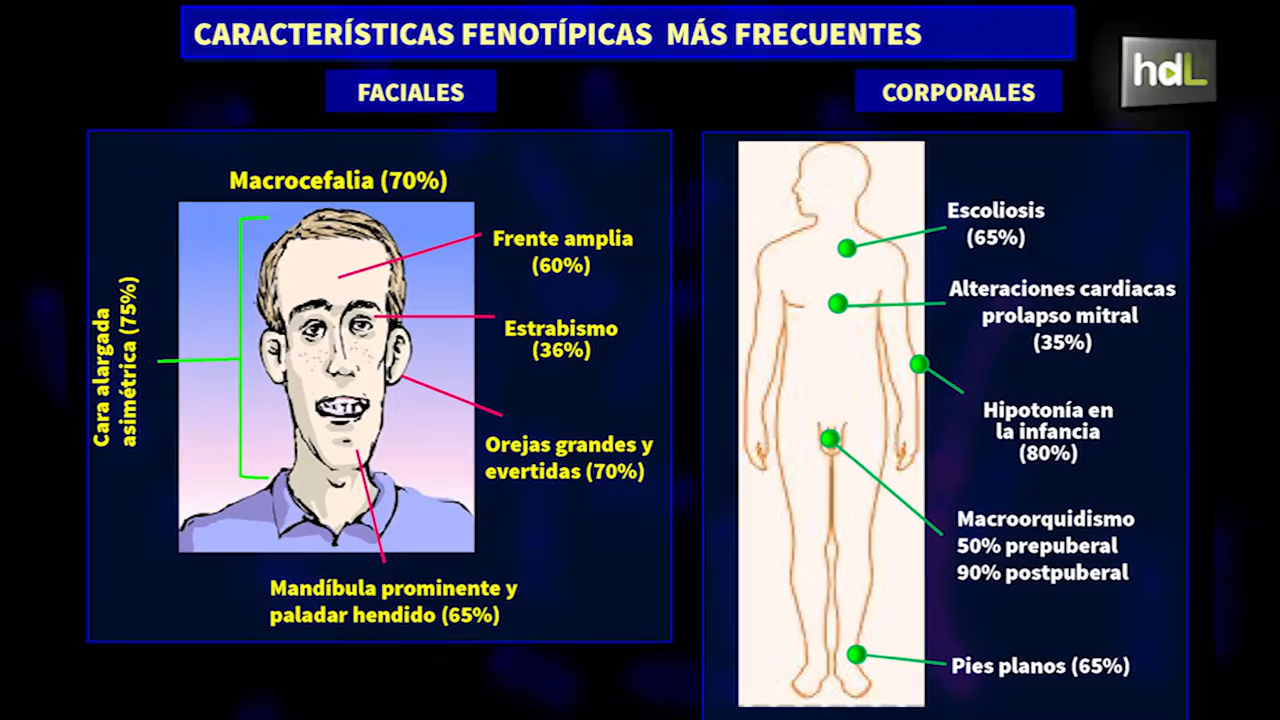 CARACTERÍSTICAS FENOTÍPICAS MÁS FRECUENTES
hdL
FACIALES
Macrocefalia (70%)
Frente amplia
(60%)
Estrabismo
(36%)
Cara alargada
asimétrica (75%)
Orejas grandes y
evertidas (70%)
Mandíbula prominente y
paladar hendido (65%)
CORPORALES
Escoliosis
(65%)
Alteraciones cardiacas
prolapso mitral
(35%)
Hipotonía en
la infancia
(80%)
Macroorquidismo
50% prepuberal
90% postpuberal
Pies planos (65%)